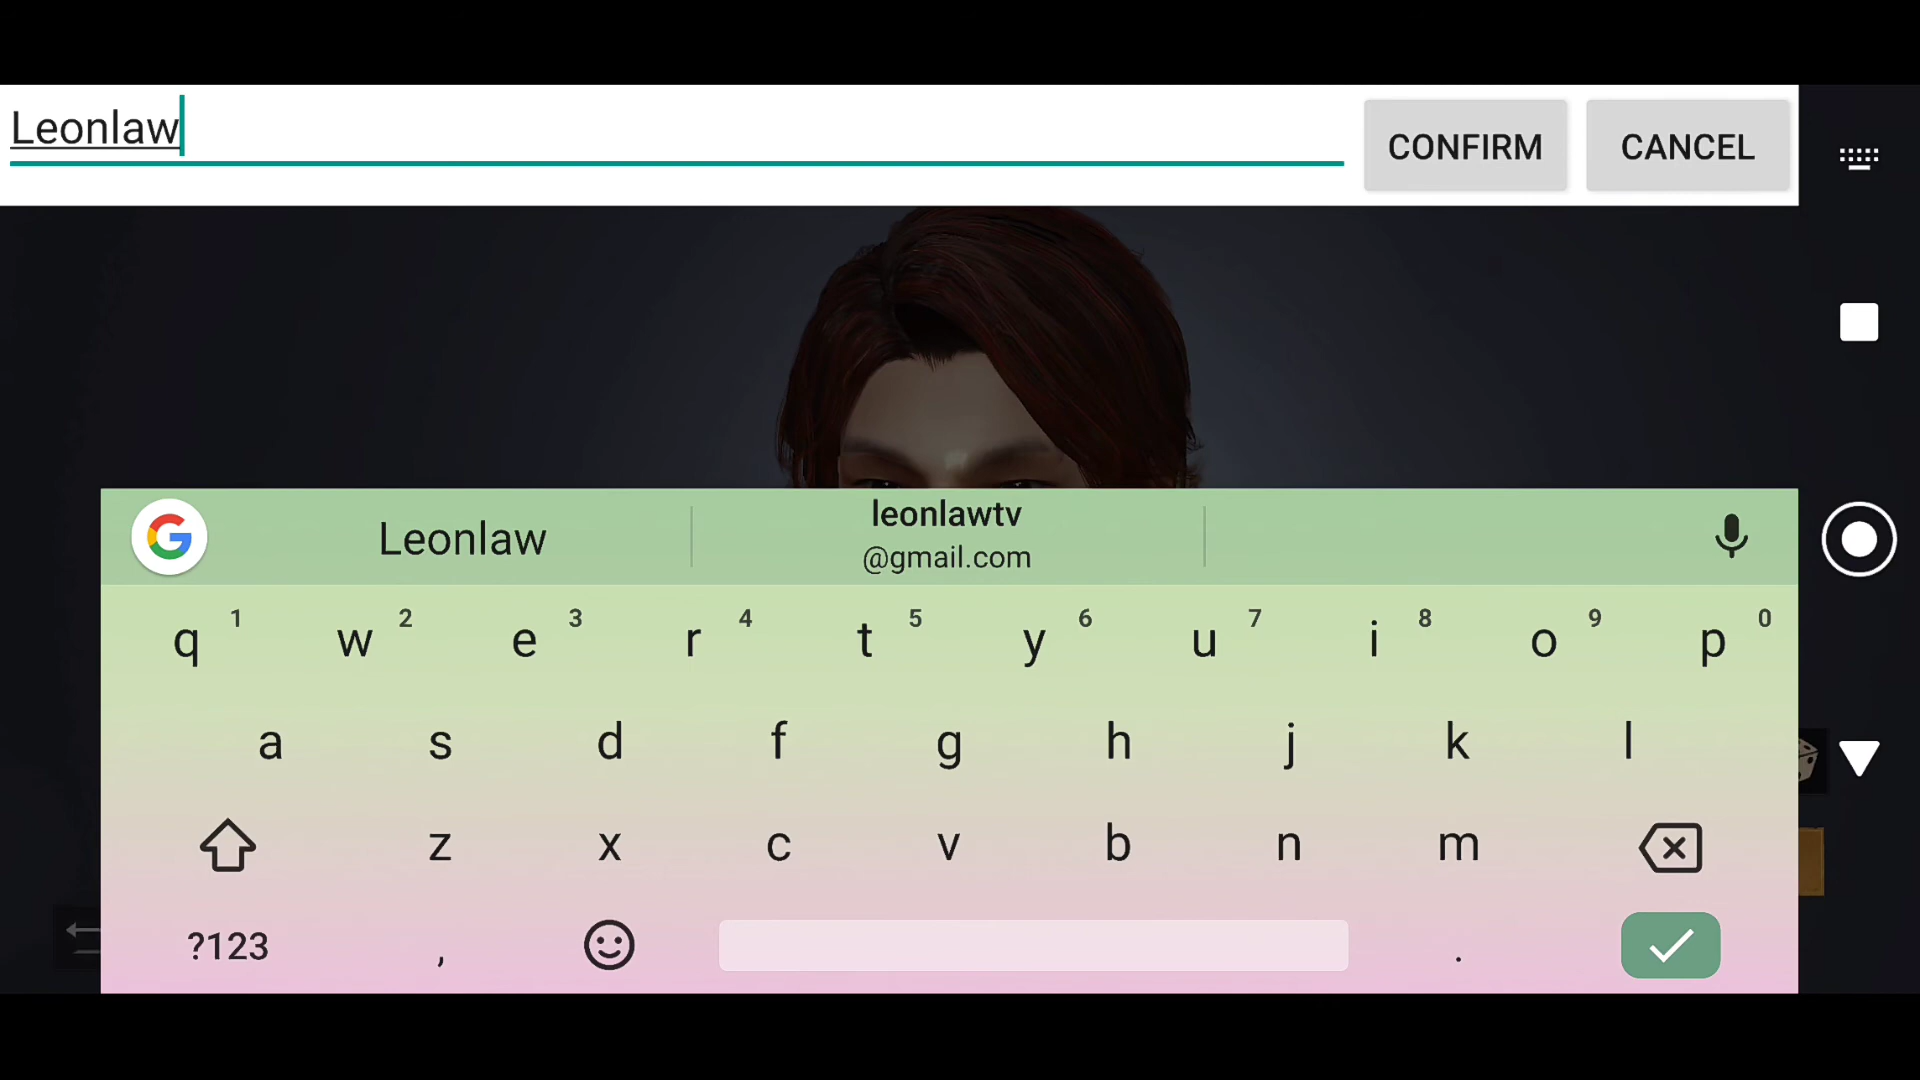 Leonlaw
CONFIRM
CANCEL
Leonlaw
leonlawtv
@gmail.com
q 1 w 2 e 3 r 4 t 5 y 6 u 7 i 8 o 9 p 0
a s d f g h j k l
z x c v b n m
?123 , .